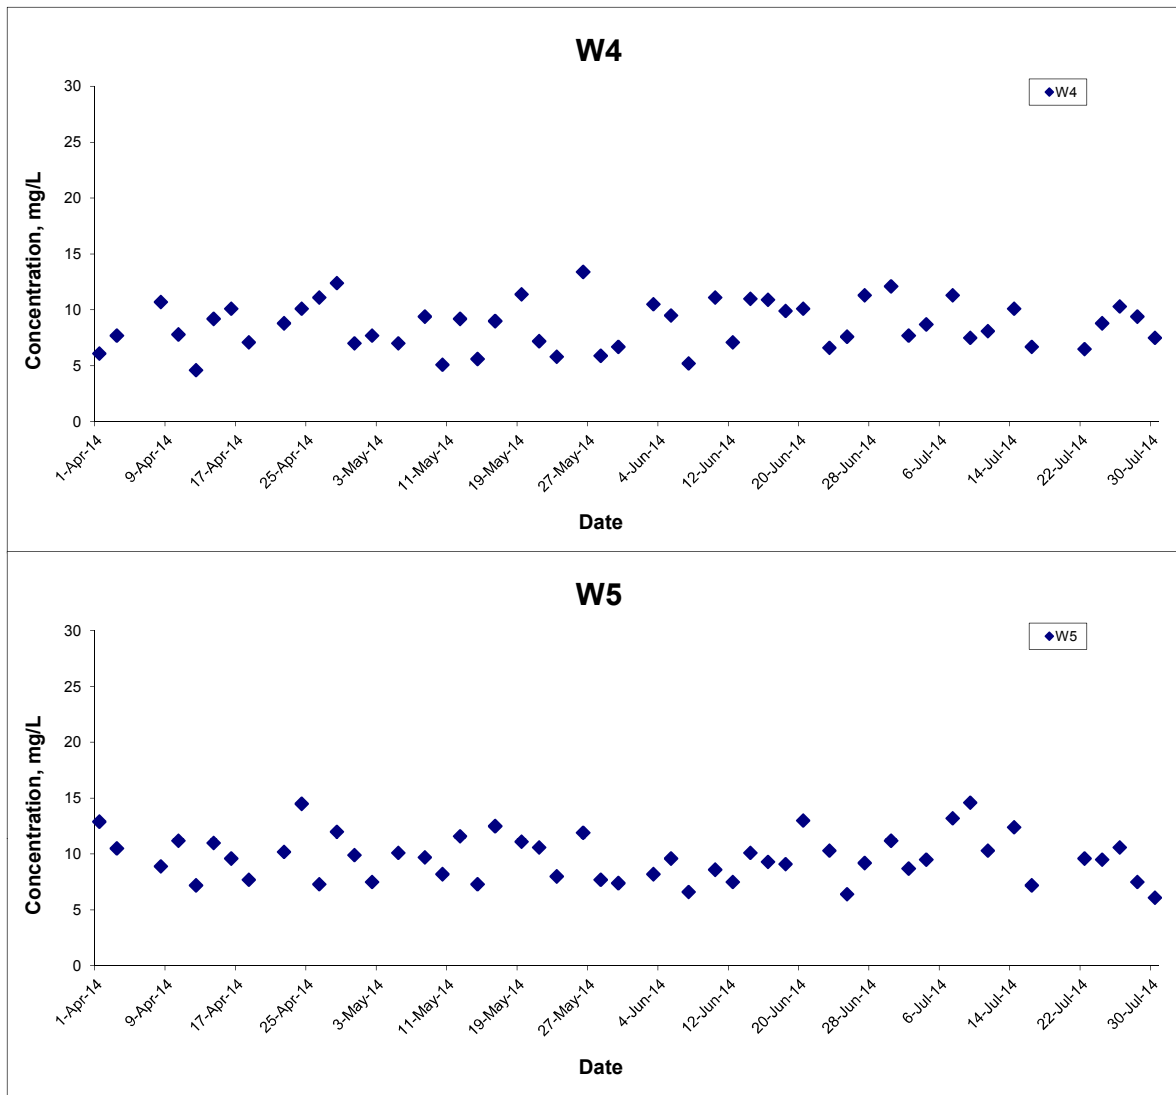 W4
W4
Concentration, mg/L
30
25
20
15
10
5
0
1-Apr-14
9-Apr-14
17-Apr-14
25-Apr-14
3-May-14
11-May-14
19-May-14
27-May-14
4-Jun-14
12-Jun-14
20-Jun-14
28-Jun-14
6-Jul-14
14-Jul-14
22-Jul-14
30-Jul-14
Date
W5
W5
Concentration, mg/L
30
25
20
15
10
5
0
1-Apr-14
9-Apr-14
17-Apr-14
25-Apr-14
3-May-14
11-May-14
19-May-14
27-May-14
4-Jun-14
12-Jun-14
20-Jun-14
28-Jun-14
6-Jul-14
14-Jul-14
22-Jul-14
30-Jul-14
Date